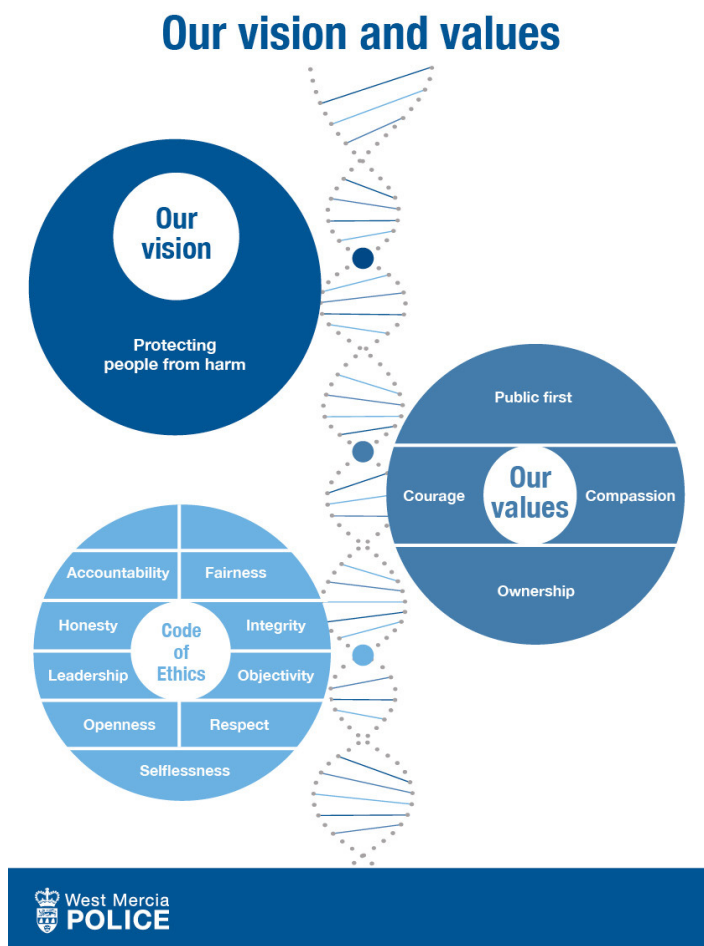 Our vision and values
Our
vision
Protecting
people from harm
Public first
Courage
Our
values
Compassion
Ownership
Accountability
Fairness
Honesty
Code
of
Ethics
Integrity
Leadership
Objectivity
Openness
Respect
Selflessness
West Mercia
POLICE